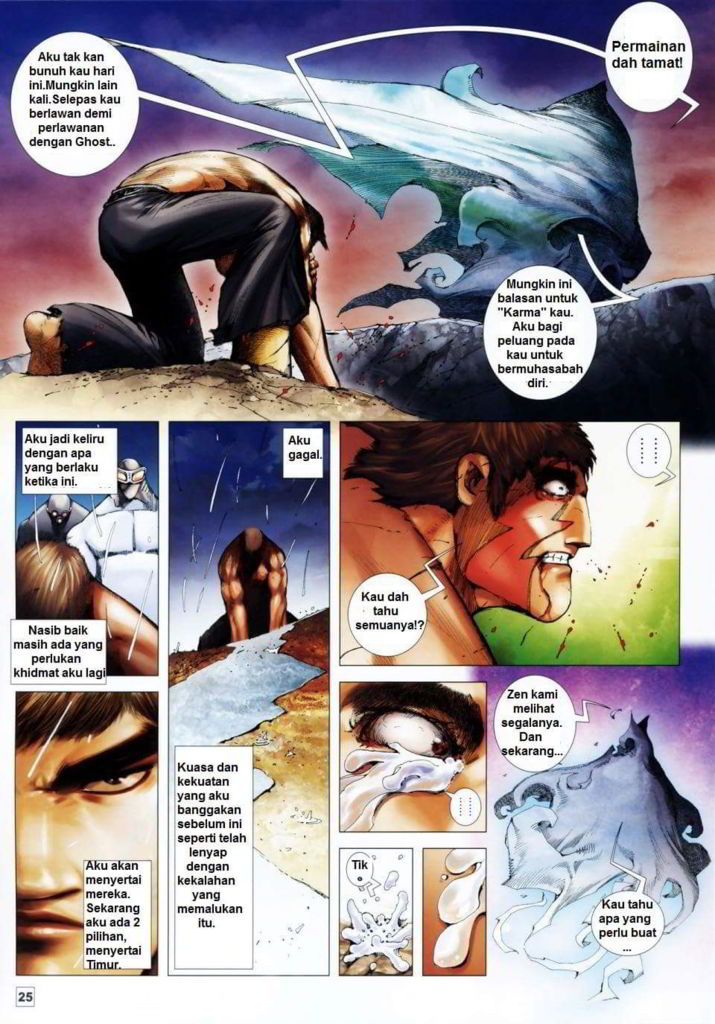 Permainan
dah tamat!
Aku tak kan
bunuh kau hari
ini.Mungkin lain
kali.Selepas kau
berlawan demi
perlawanan
dengan Ghost..
Mungkin ini
balasan untuk
"Karma" kau.
Aku bagi
peluang pada
kau untuk
bermuhasabah
diri.
Aku jadi keliru
dengan apa
yang berlaku
ketika ini.
Nasib baik
masih ada yang
perlukan
khidmat aku lagi
Aku
gagal.
Kau dah
tahu
semuanya!?
Kuasa dan
kekuatan
yang aku
banggakan
sebelum ini
seperti telah
lenyap
dengan
kekalahan
yang
memalukan
itu.
Zen kami
melihat
segalanya.
Dan
sekarang...
Aku akan
menyertai
mereka.
Sekarang
aku ada 2
pilihan,
menyertai
Timur.
Tik
Kau tahu
apa yang
perlu buat
...
25